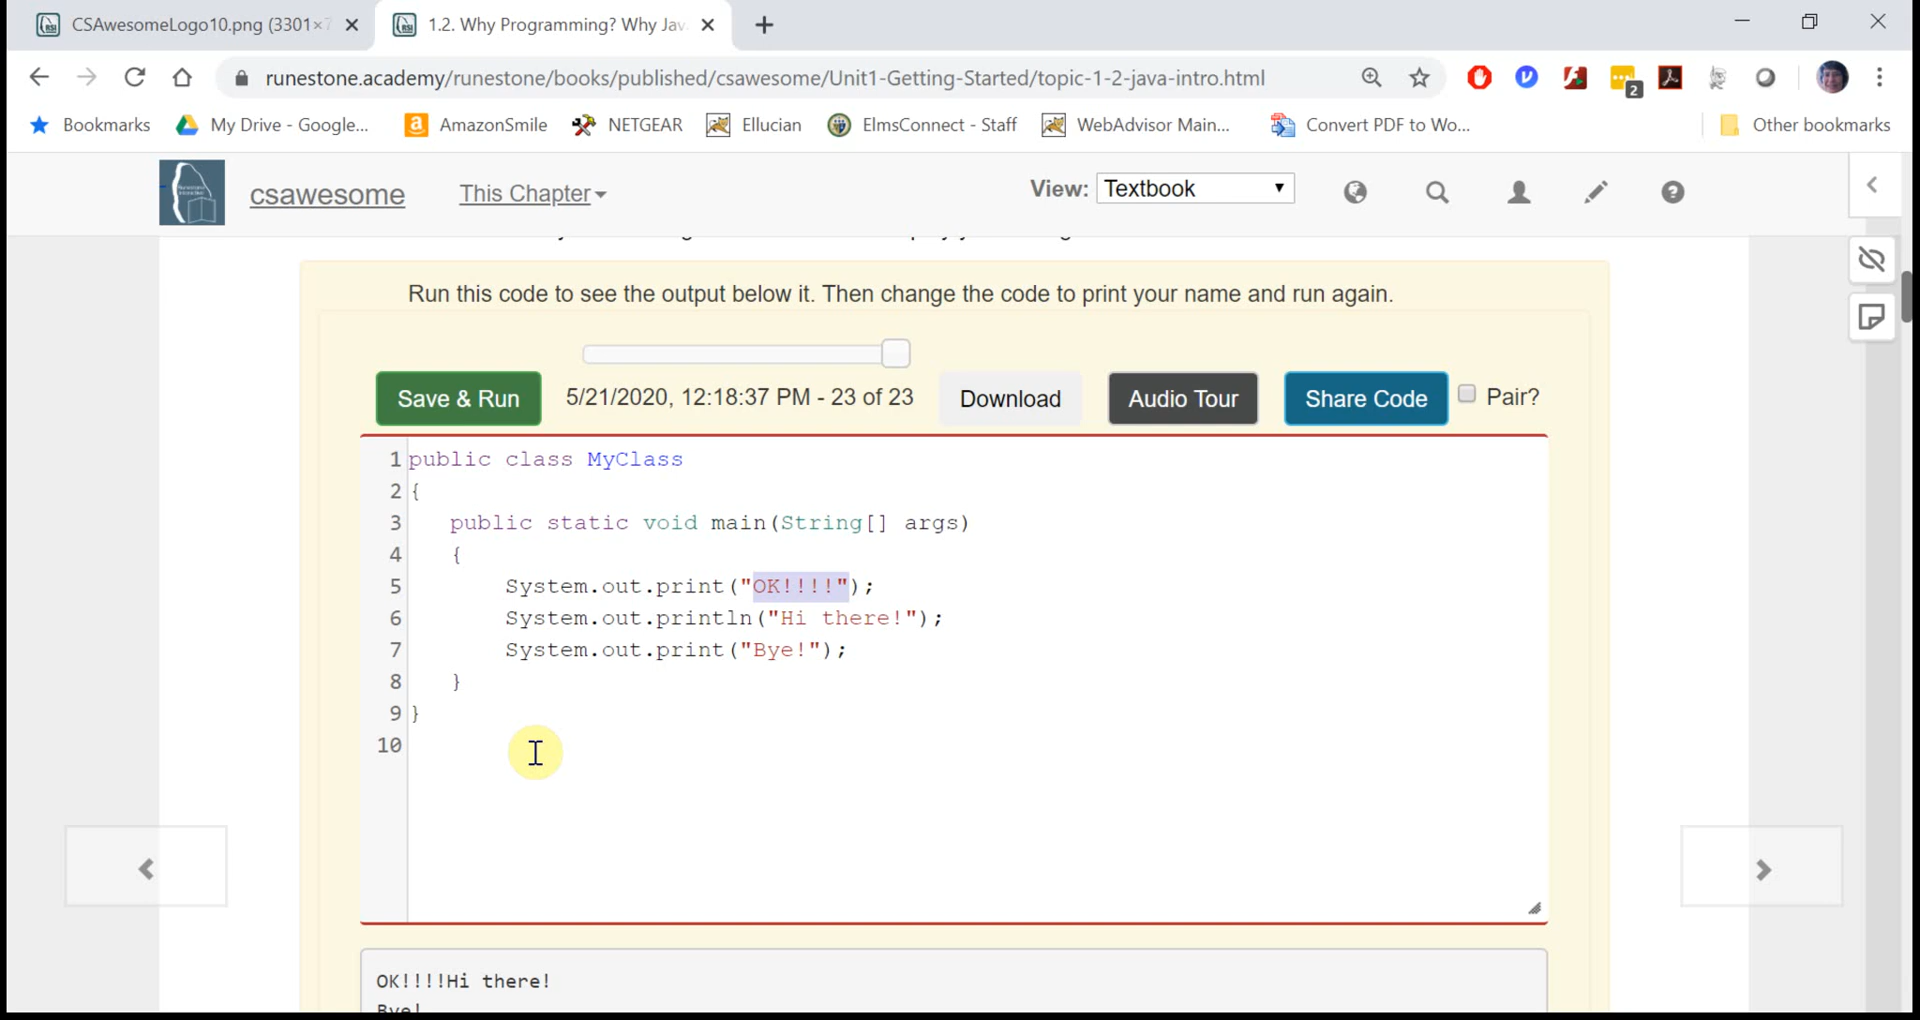 CSAwesomeLogo10.png (3301×7
1.2. Why Programming? Why Jav
runestone.academy/runestone/books/published/csawesome/Unit1-Getting-Started/topic-1-2-java-intro.html
2
Bookmarks My Drive - Google... AmazonSmile NETGEAR Ellucian ElmsConnect - Staff WebAdvisor Main... Convert PDF to Wo... Other bookmarks
csawesome This Chapter View: Textbook
Run this code to see the output below it. Then change the code to print your name and run again.
Save & Run 5/21/2020, 12:18:37 PM - 23 of 23 Download Audio Tour Share Code Pair?
1 public class MyClass
2 {
3 public static void main(String[] args)
4 {
5 System.out.print("OK!!!!");
6 System.out.println("Hi there!");
7 System.out.print("Bye!");
8 }
9 }
10
OK!!!!Hi there!
Bye!